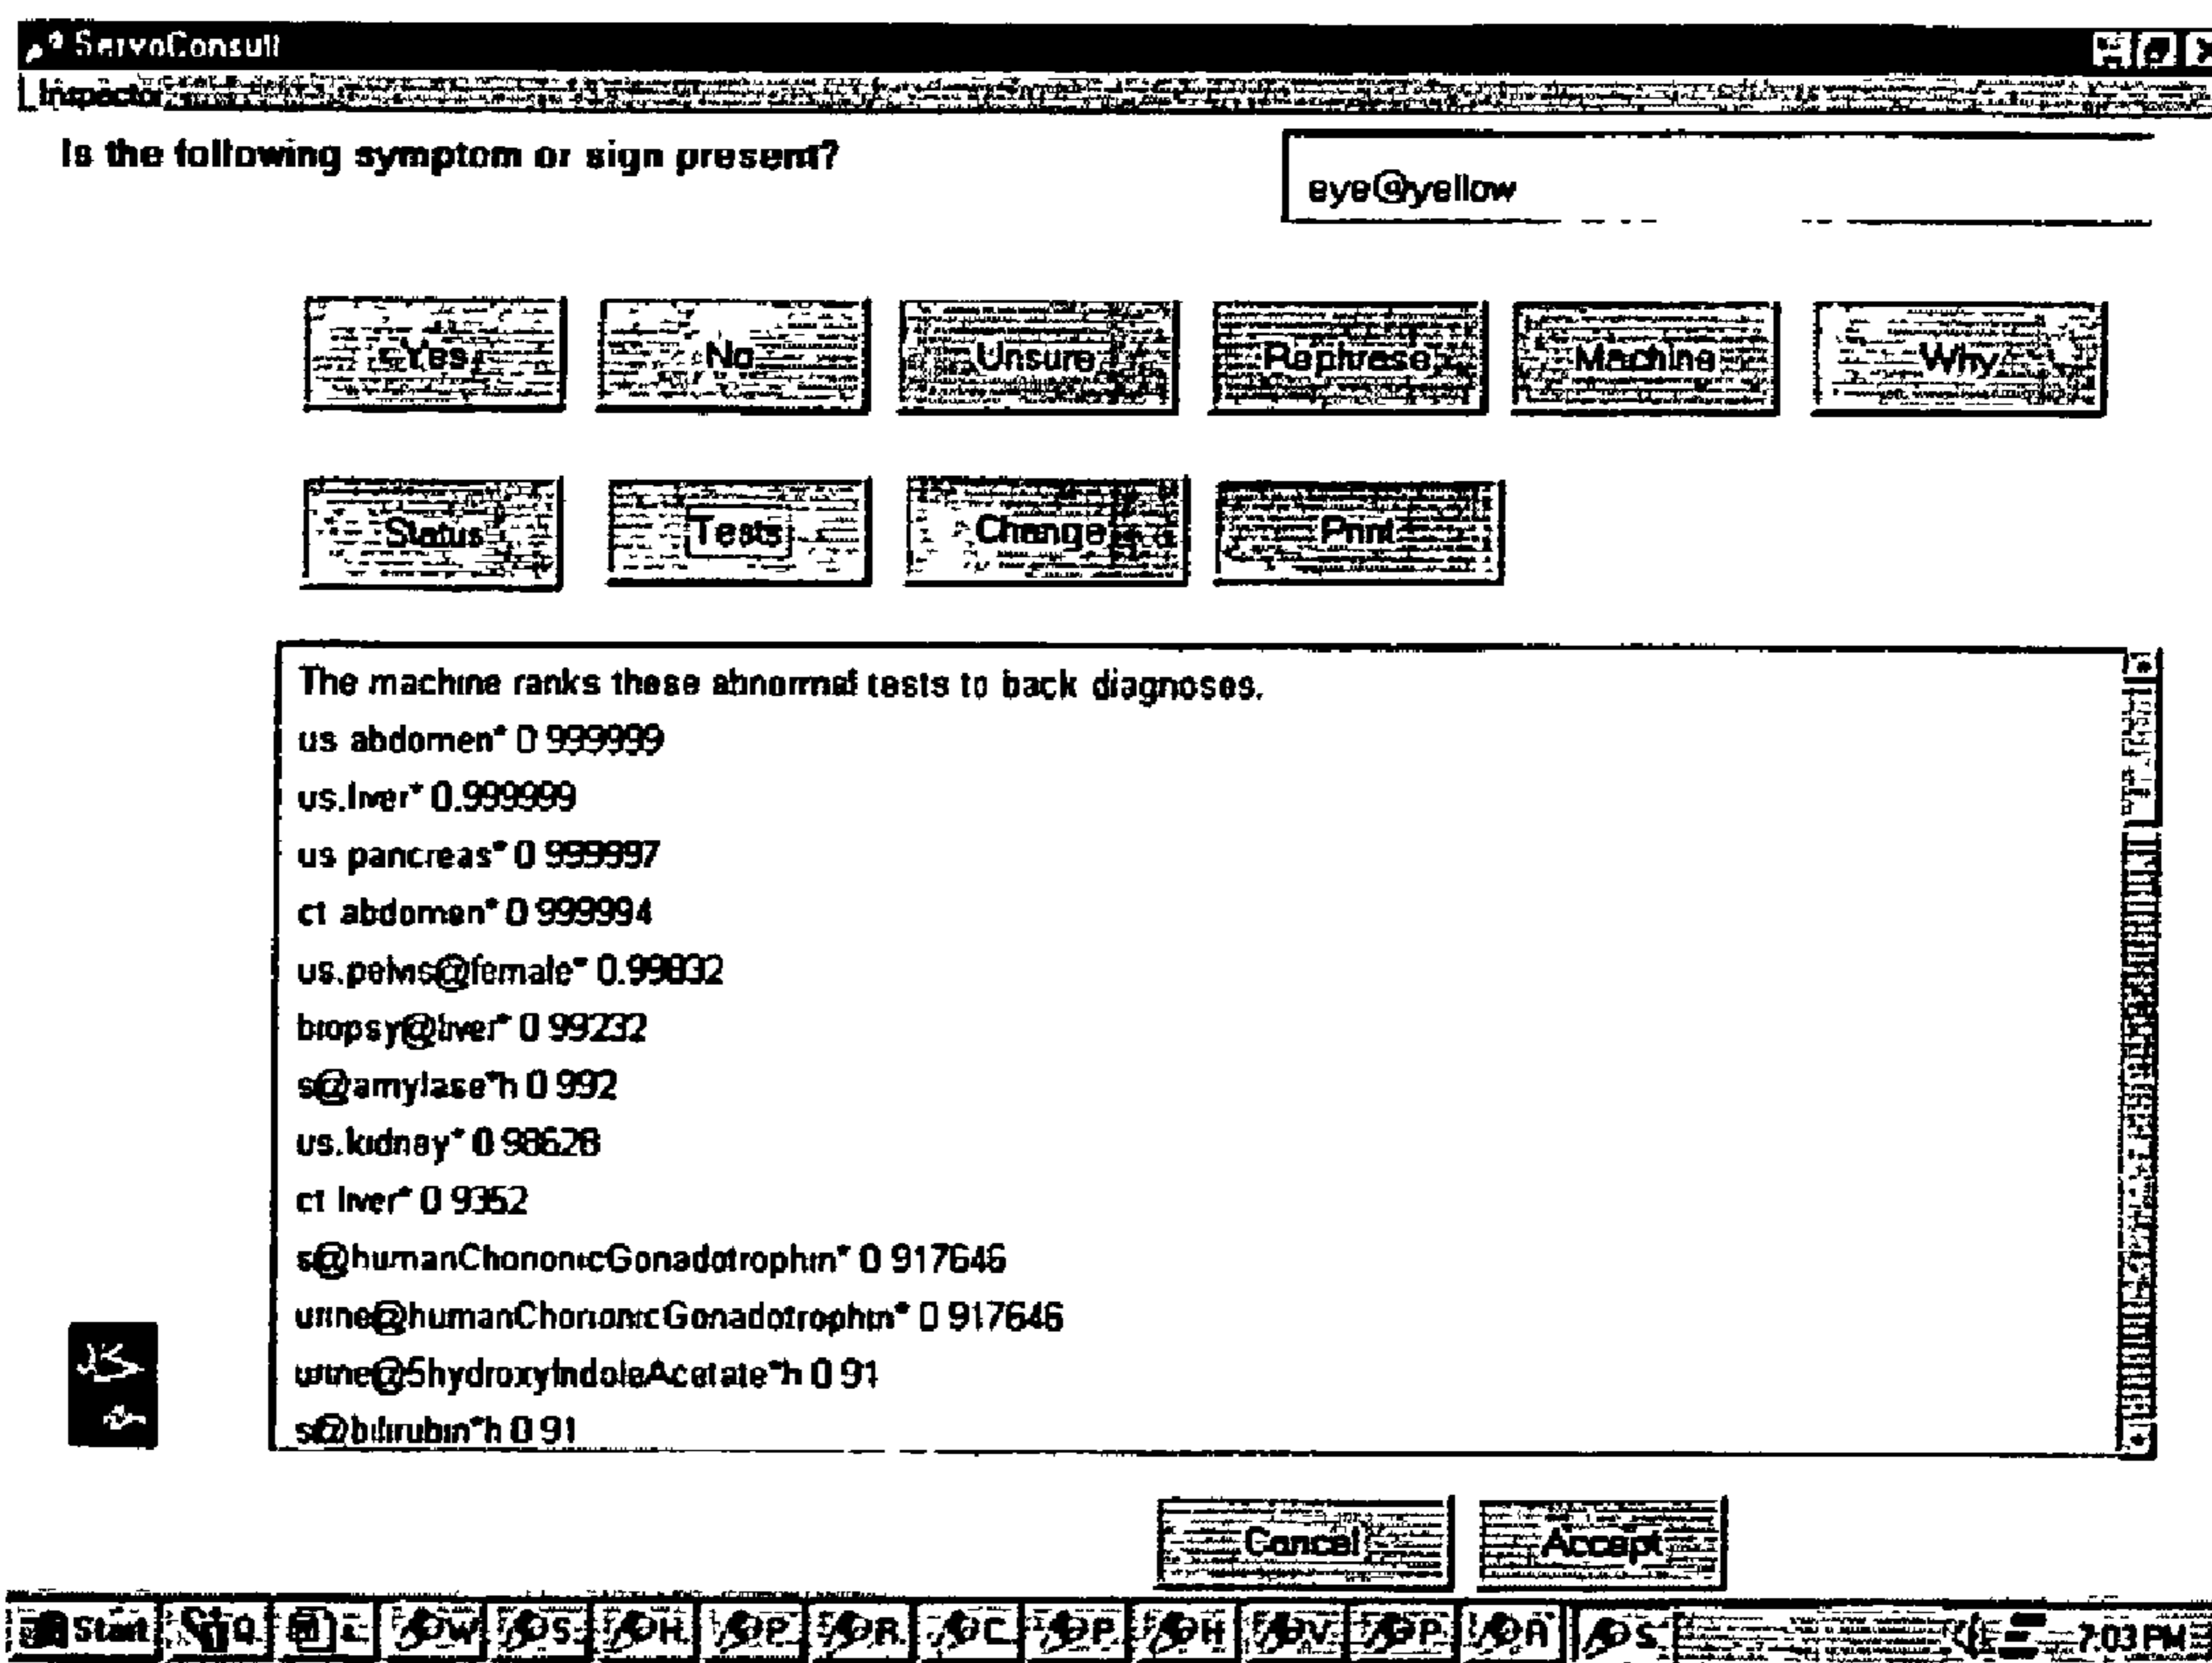 ServoConsult
Inspector
Is the following symptom or sign present?
eye@yellow
Yes No Unsure Rephrase Machine Why
Status Tests Change Print
The machine ranks these abnormal tests to back diagnoses.
us abdomen* 0 999999
us.liver* 0.999999
us pancreas* 0 999997
ct abdomen* 0 999994
us.pelvis@female* 0.99832
biopsy@liver* 0 99232
s@amylase*h 0 992
us.kidney* 0 98628
ct liver* 0 9352
s@humanChorionicGonadotrophin* 0 917646
urine@humanChorionicGonadotrophin* 0 917646
urine@5hydroxyIndoleAcetate*h 0 91
s@bilirubin*h 0 91
Cancel Accept
Start Q W S H P R C P H V P A S 7:03 PM